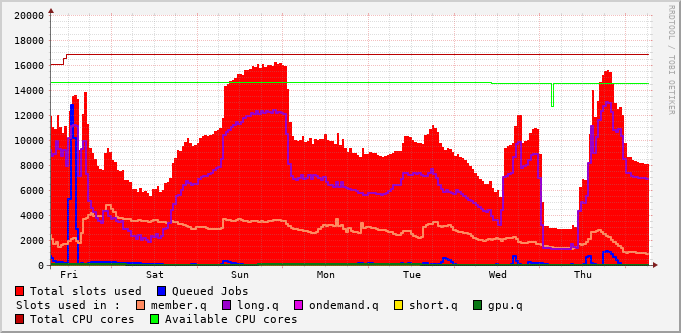 20000
18000
16000
14000
12000
10000
8000
6000
4000
2000
0
Fri Sat Sun Mon Tue Wed Thu
RRDTOOL / TOBI OETIKER
Total slots used Queued Jobs
Slots used in : member.q long.q ondemand.q short.q gpu.q
Total CPU cores Available CPU cores